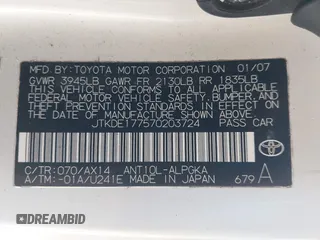 MFD. BY: TOYOTA MOTOR CORPORATION 01/07
GVWR 3945LB GAWR FR 2130LB RR 1835LB
THIS VEHICLE CONFORMS TO ALL APPLICABLE
FEDERAL MOTOR VEHICLE SAFETY, BUMPER, AND
THEFT PREVENTION STANDARDS IN EFFECT ON
THE DATE OF MANUFACTURE SHOWN ABOVE.
JTKDE177570203724 PASS CAR
TOYOTA
C/TR: 070/AX14 ANT10L-ALPGKA
A/TM: -01A/U241E MADE IN JAPAN 679 A
© AutoBidMaster